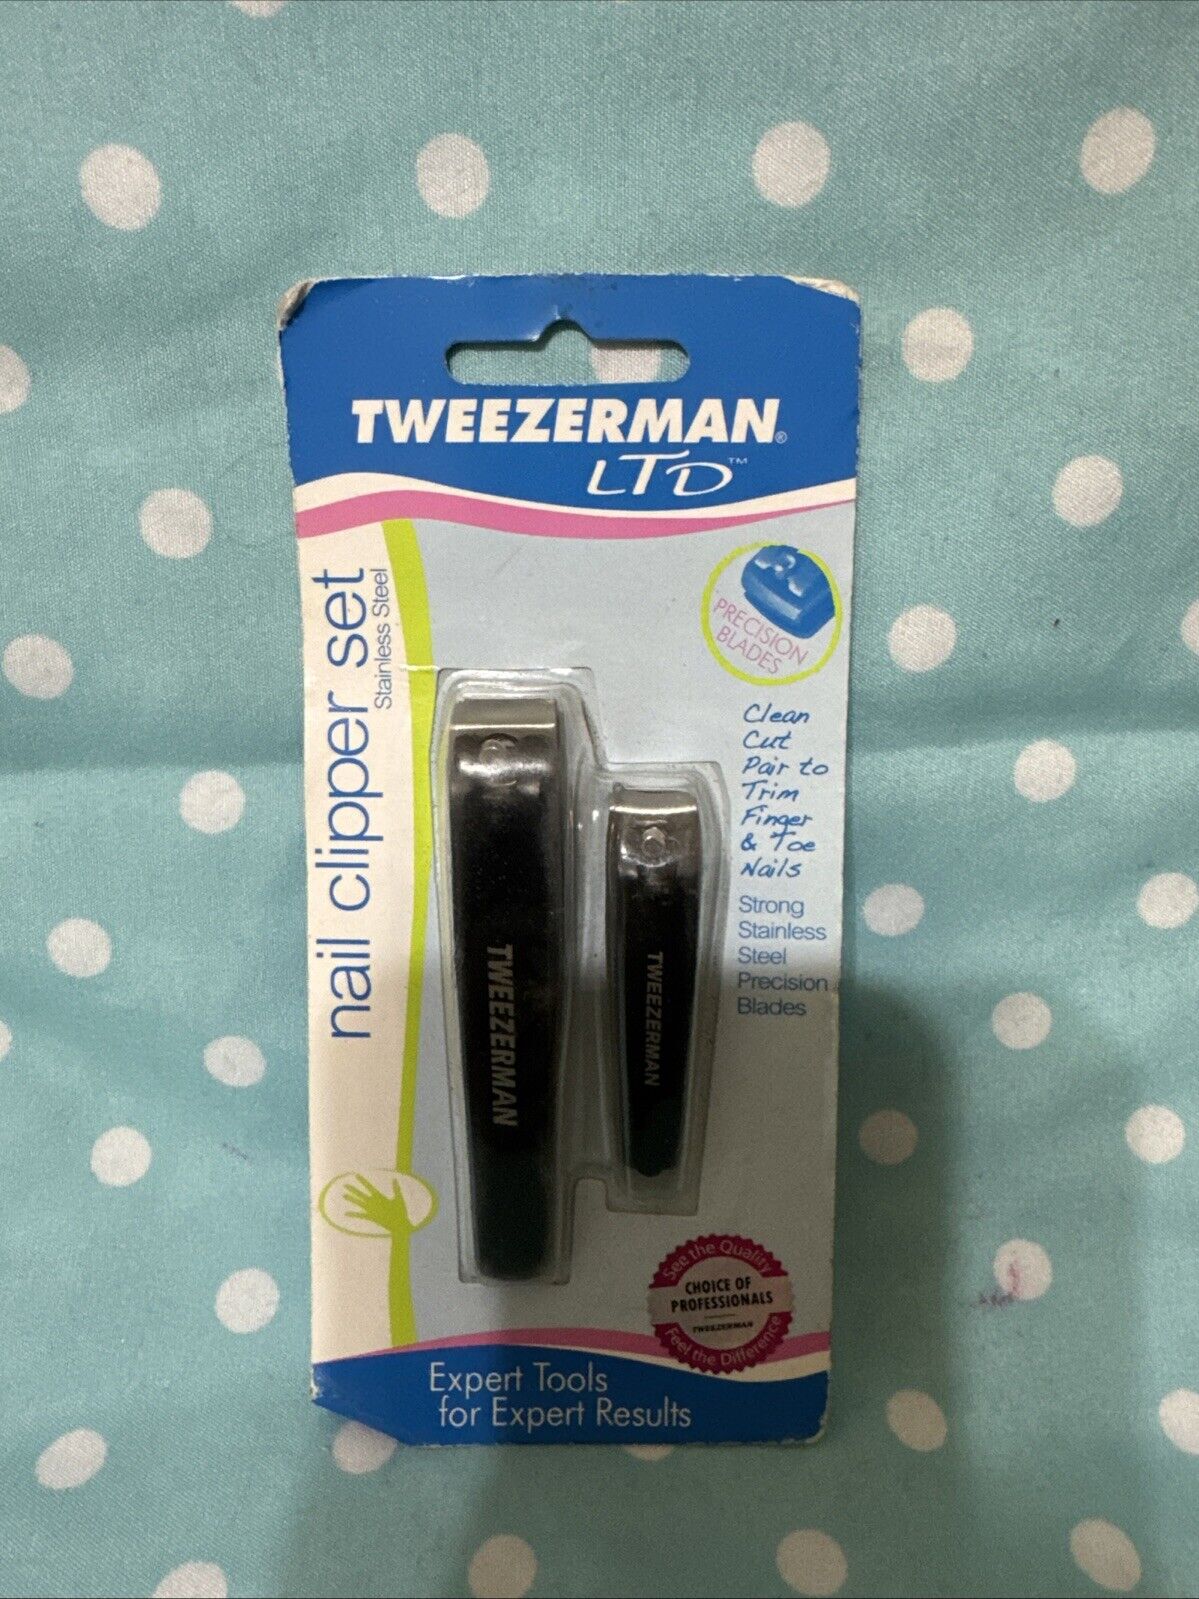 TWEEZERMAN®
LTD™
nail clipper set
Stainless Steel
PRECISION
BLADES
Clean
Cut
Pair to
Trim
Finger
& Toe
Nails
Strong
Stainless
Steel
Precision
Blades
TWEEZERMAN
TWEEZERMAN
See the Quality
CHOICE OF
PROFESSIONALS
TWEEZERMAN
Feel the Difference
Expert Tools
for Expert Results